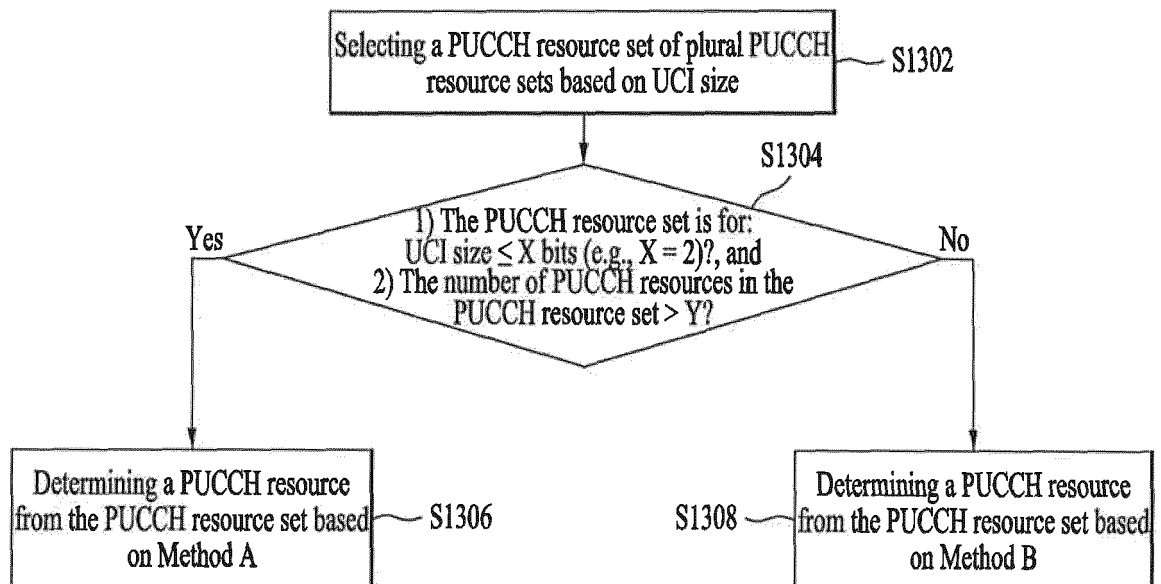 Selecting a PUCCH resource set of plural PUCCH
resource sets based on UCI size
S1302
S1304
1) The PUCCH resource set is for:
UCI size ≤ X bits (e.g., X = 2)?, and
2) The number of PUCCH resources in the
PUCCH resource set > Y?
Yes
No
Determining a PUCCH resource
from the PUCCH resource set based
on Method A
S1306
S1308
Determining a PUCCH resource
from the PUCCH resource set based
on Method B